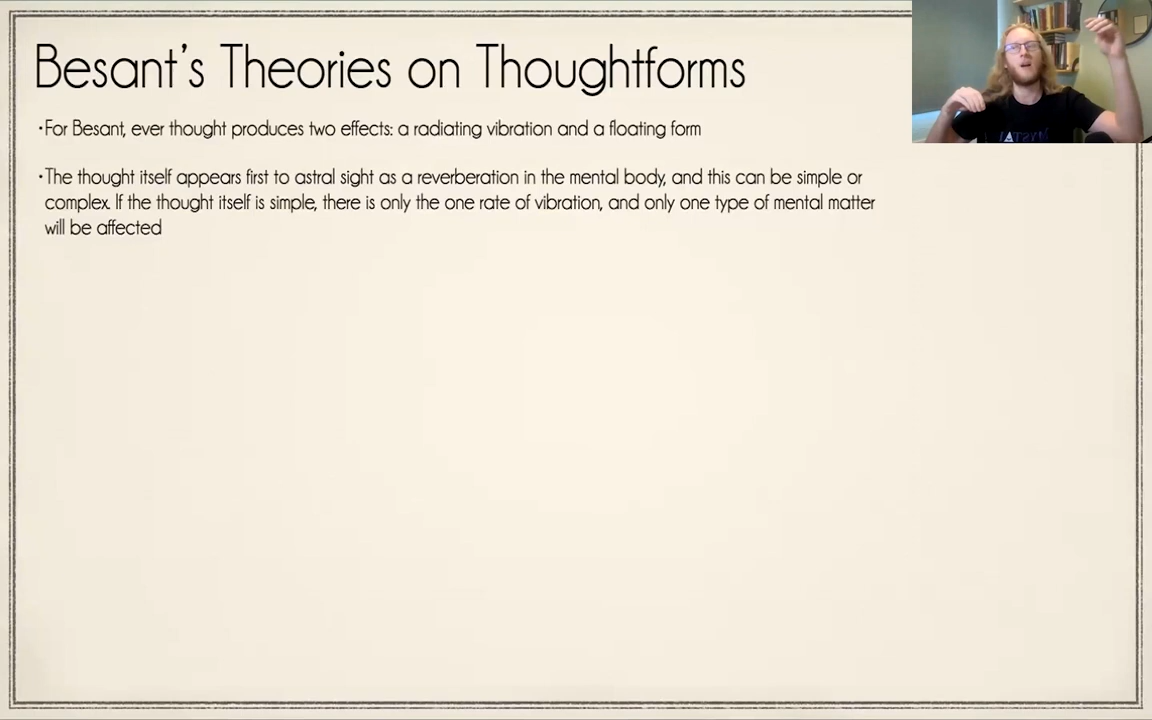 Besant's Theories on Thoughtforms
•For Besant, ever thought produces two effects: a radiating vibration and a floating form
•The thought itself appears first to astral sight as a reverberation in the mental body, and this can be simple or
complex. If the thought itself is simple, there is only the one rate of vibration, and only one type of mental matter
will be affected